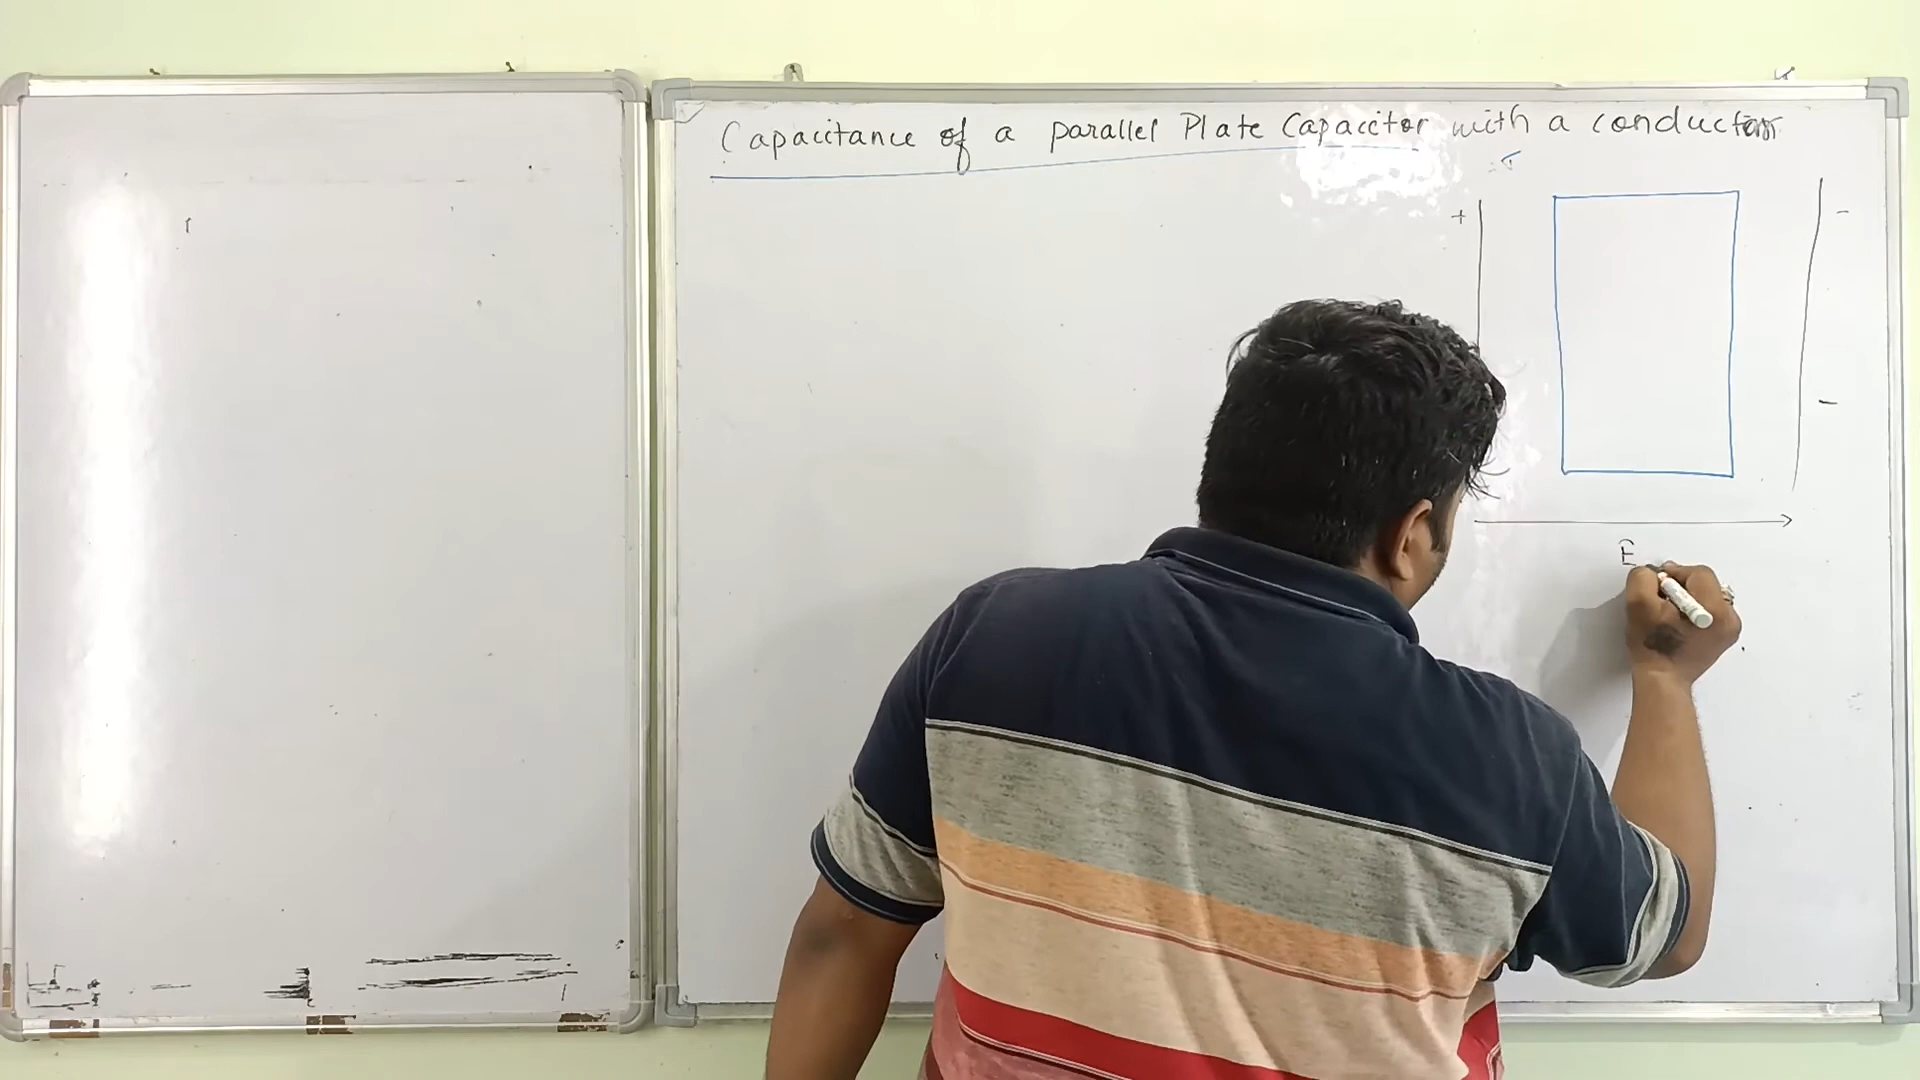 Capacitance of a parallel Plate Capacitor with a conductor
+
-
-
E